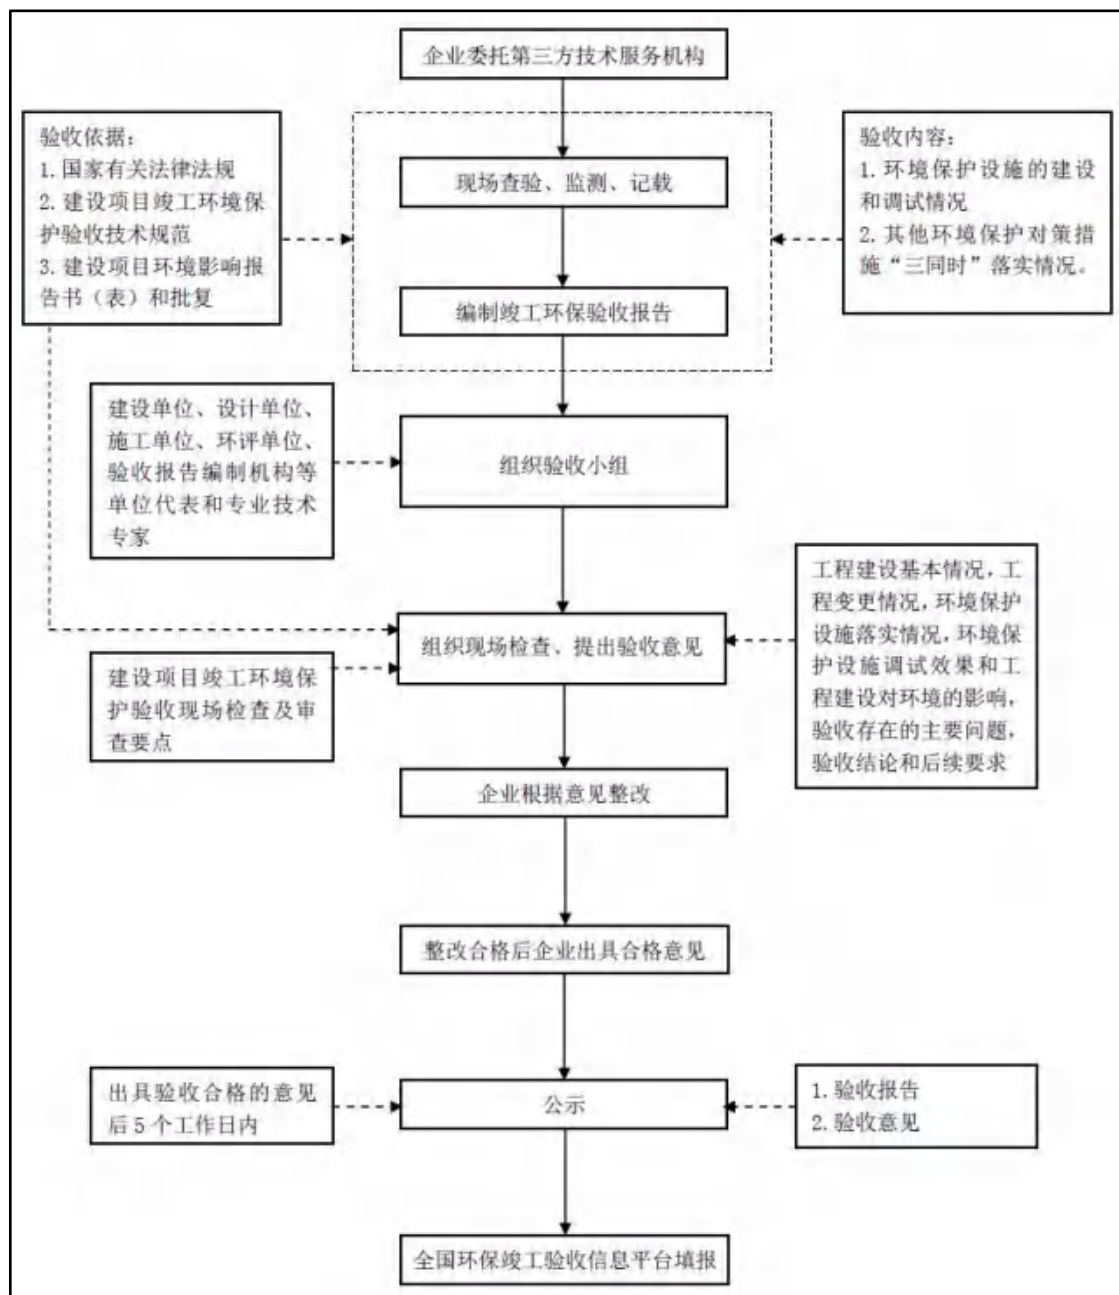 企业委托第三方技术服务机构
验收依据：
1.国家有关法律法规
2.建设项目竣工环境保
护验收技术规范
3.建设项目环境影响报
告书（表）和批复
现场查验、监测、记载
编制竣工环保验收报告
验收内容：
1.环境保护设施的建设
和调试情况
2.其他环境保护对策措
施“三同时”落实情况。
建设单位、设计单位、
施工单位、环评单位、
验收报告编制机构等
单位代表和专业技术
专家
组织验收小组
组织现场检查、提出验收意见
工程建设基本情况，工
程变更情况，环境保护
设施落实情况，环境保
护设施调试效果和工
程建设对环境的影响，
验收存在的主要问题，
验收结论和后续要求
建设项目竣工环境保
护验收现场检查及审
查要点
企业根据意见整改
整改合格后企业出具合格意见
出具验收合格的意见
后5个工作日内
公示
1.验收报告
2.验收意见
全国环保竣工验收信息平台填报